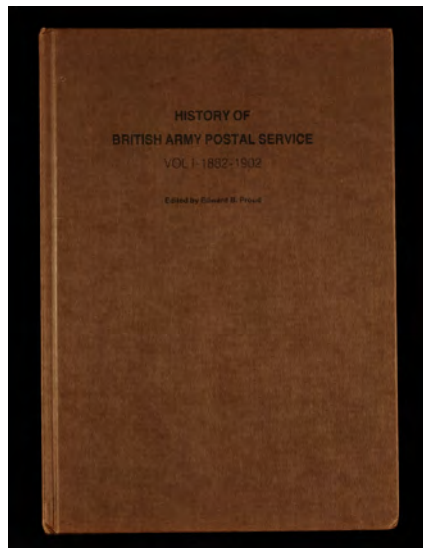 HISTORY OF
BRITISH ARMY POSTAL SERVICE
VOL I-1882-1902
Edited by Edward B. Proud